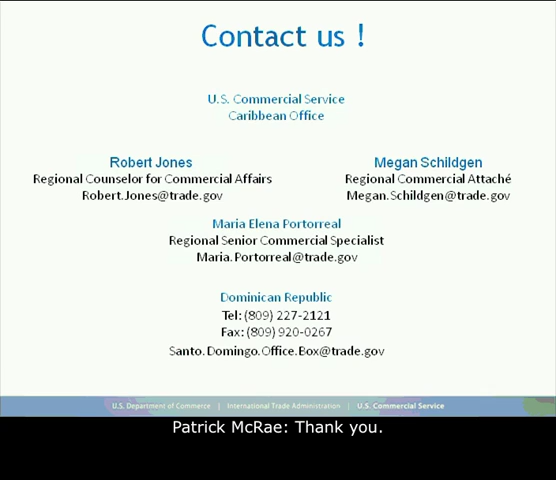 Contact us !
U.S. Commercial Service
Caribbean Office
Robert Jones
Regional Counselor for Commercial Affairs
Robert.Jones@trade.gov
Megan Schildgen
Regional Commercial Attaché
Megan.Schildgen@trade.gov
Maria Elena Portorreal
Regional Senior Commercial Specialist
Maria.Portorreal@trade.gov
Dominican Republic
Tel: (809) 227-2121
Fax: (809) 920-0267
Santo.Domingo.Office.Box@trade.gov
U.S. Department of Commerce | International Trade Administration | U.S. Commercial Service
Patrick McRae: Thank you.